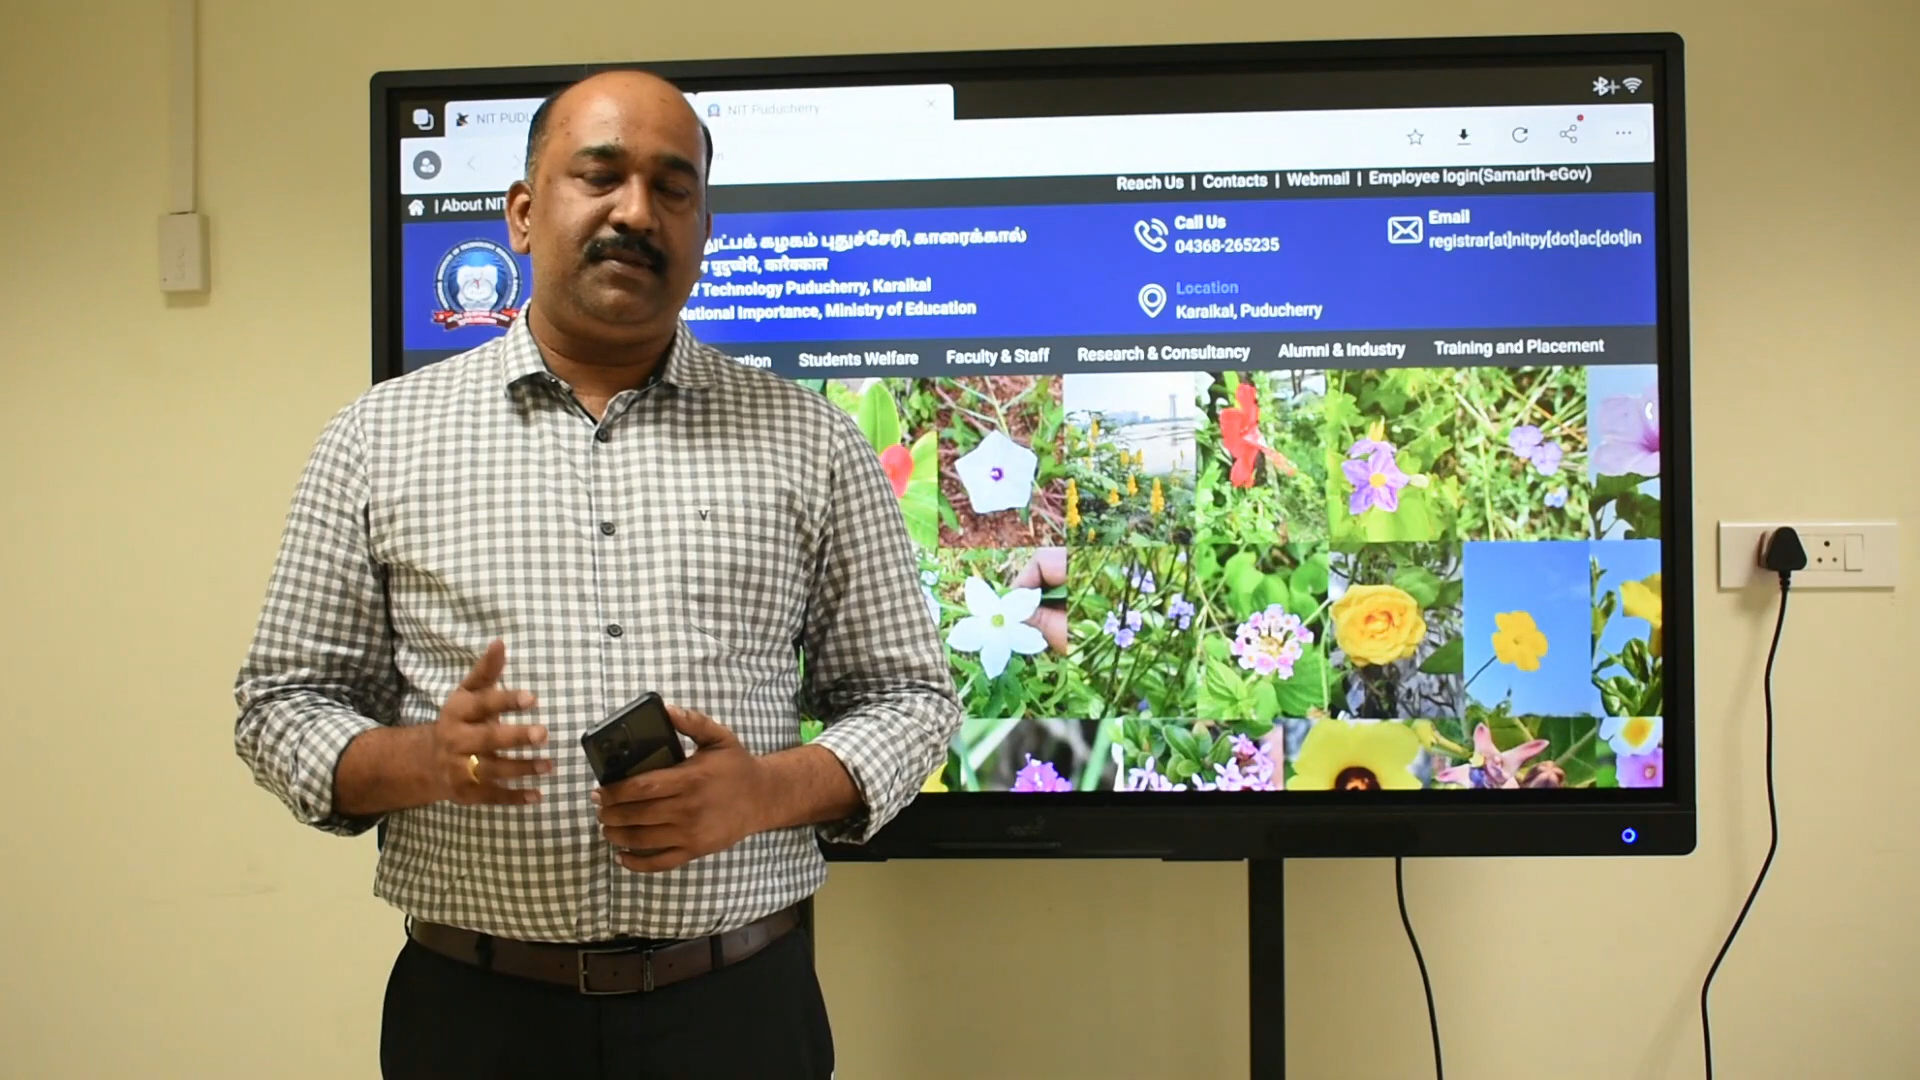 NIT PUDU
NIT Puducherry
Reach Us | Contacts | Webmail | Employee login(Samarth-eGov)
| About NIT
கழகம் புதுச்சேரி, காரைக்கால்
पुदुच्चेरी, कारैक्काल
Technology Puducherry, Karaikal
National Importance, Ministry of Education
Call Us
04368-265235
Email
registrar[at]nitpy[dot]ac[dot]in
Location
Karaikal, Puducherry
Students Welfare
Faculty & Staff
Research & Consultancy
Alumni & Industry
Training and Placement
V